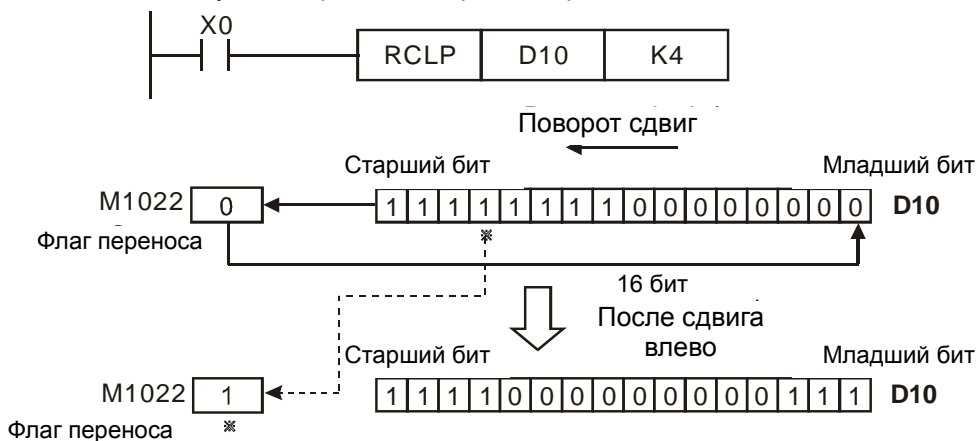 X0
RCLP D10 K4
Поворот сдвиг
Старший бит Младший бит
M1022 0 1 1 1 1 1 1 1 1 0 0 0 0 0 0 0 0 D10
Флаг переноса ※
16 бит
После сдвига
влево
Старший бит Младший бит
M1022 1 1 1 1 1 0 0 0 0 0 0 0 0 0 1 1 1 D10
Флаг переноса ※